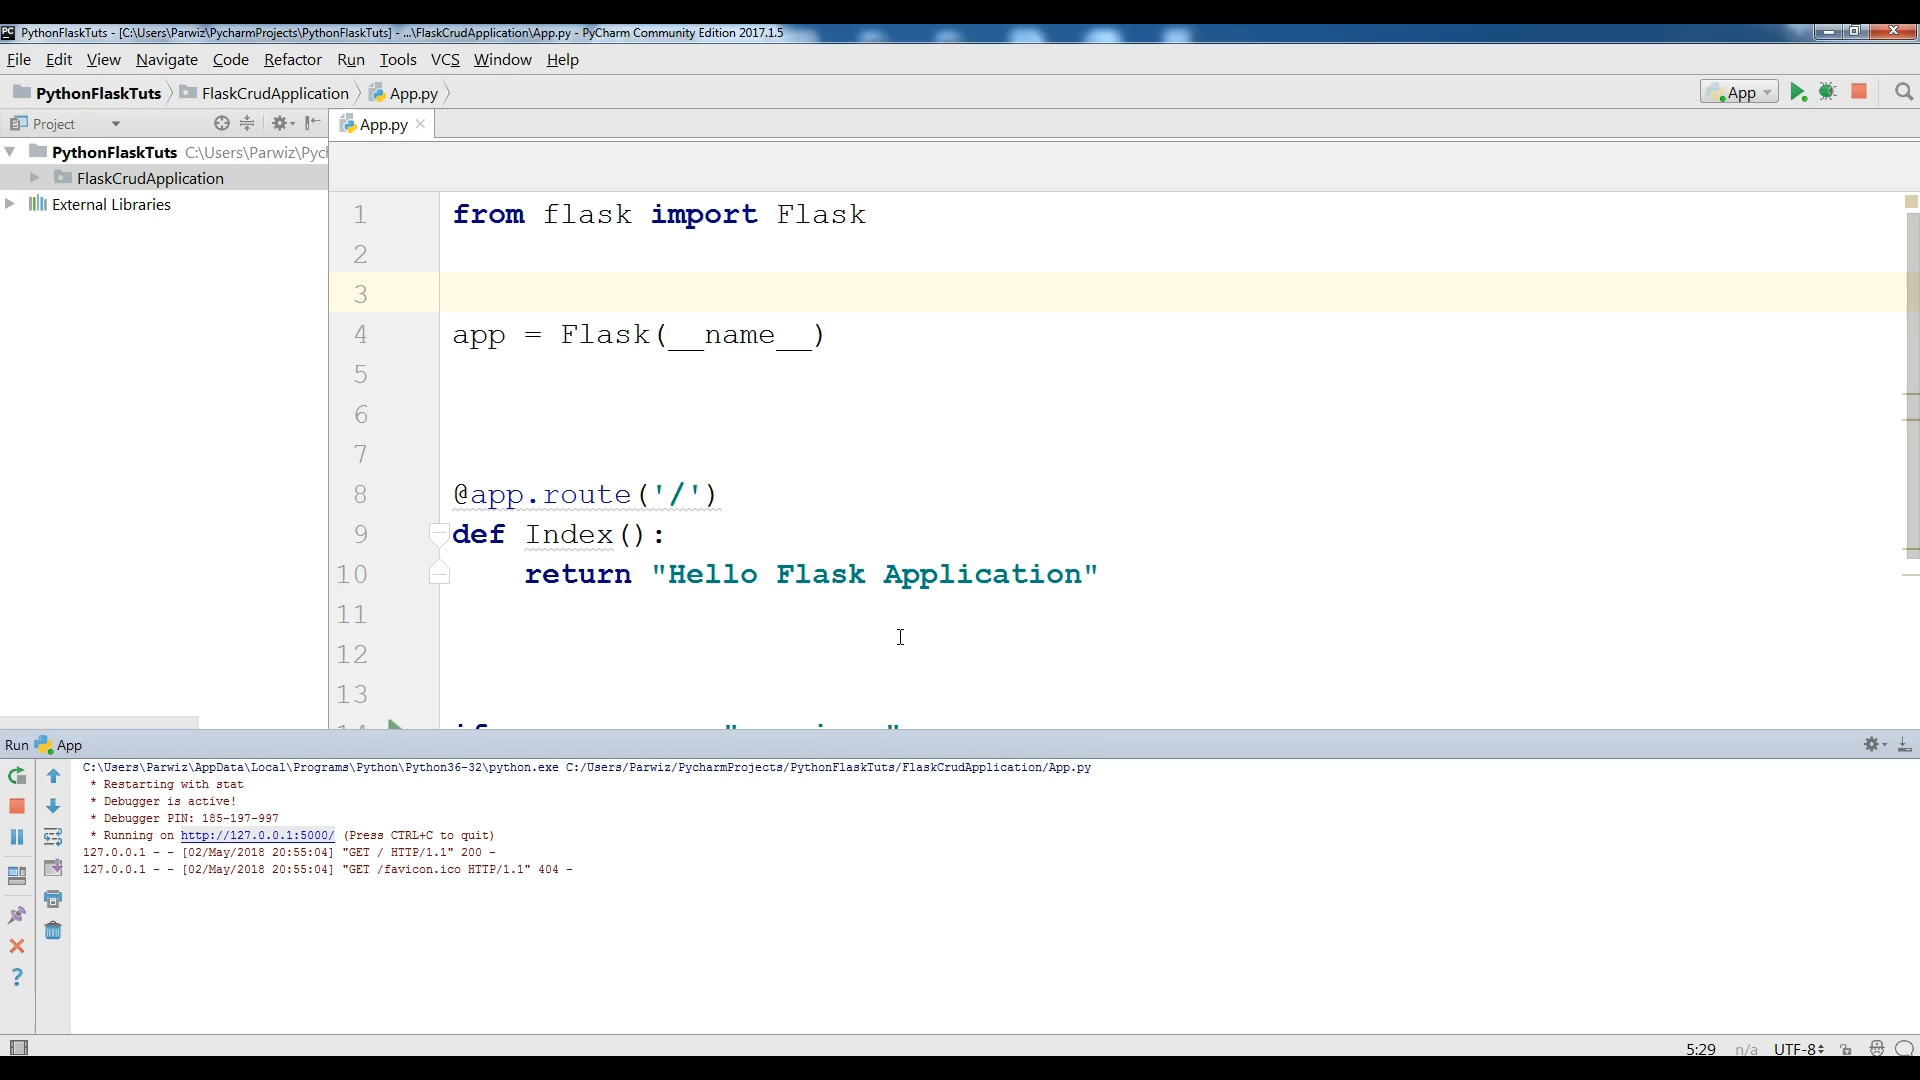 PythonFlaskTuts - [C:\Users\Parwiz\PycharmProjects\PythonFlaskTuts] - ...\FlaskCrudApplication\App.py - PyCharm Community Edition 2017.1.5
File Edit View Navigate Code Refactor Run Tools VCS Window Help
PythonFlaskTuts FlaskCrudApplication App.py App
Project App.py
PythonFlaskTuts C:\Users\Parwiz\Pycl
FlaskCrudApplication
External Libraries
1 from flask import Flask
2
3
4 app = Flask(__name__)
5
6
7
8 @app.route('/')
9 def Index():
10 return "Hello Flask Application"
11
12
13
Run App
C:\Users\Parwiz\AppData\Local\Programs\Python\Python36-32\python.exe C:/Users/Parwiz/PycharmProjects/PythonFlaskTuts/FlaskCrudApplication/App.py
* Restarting with stat
* Debugger is active!
* Debugger PIN: 185-197-997
* Running on http://127.0.0.1:5000/ (Press CTRL+C to quit)
127.0.0.1 - - [02/May/2018 20:55:04] "GET / HTTP/1.1" 200 -
127.0.0.1 - - [02/May/2018 20:55:04] "GET /favicon.ico HTTP/1.1" 404 -
5:29 n/a UTF-8